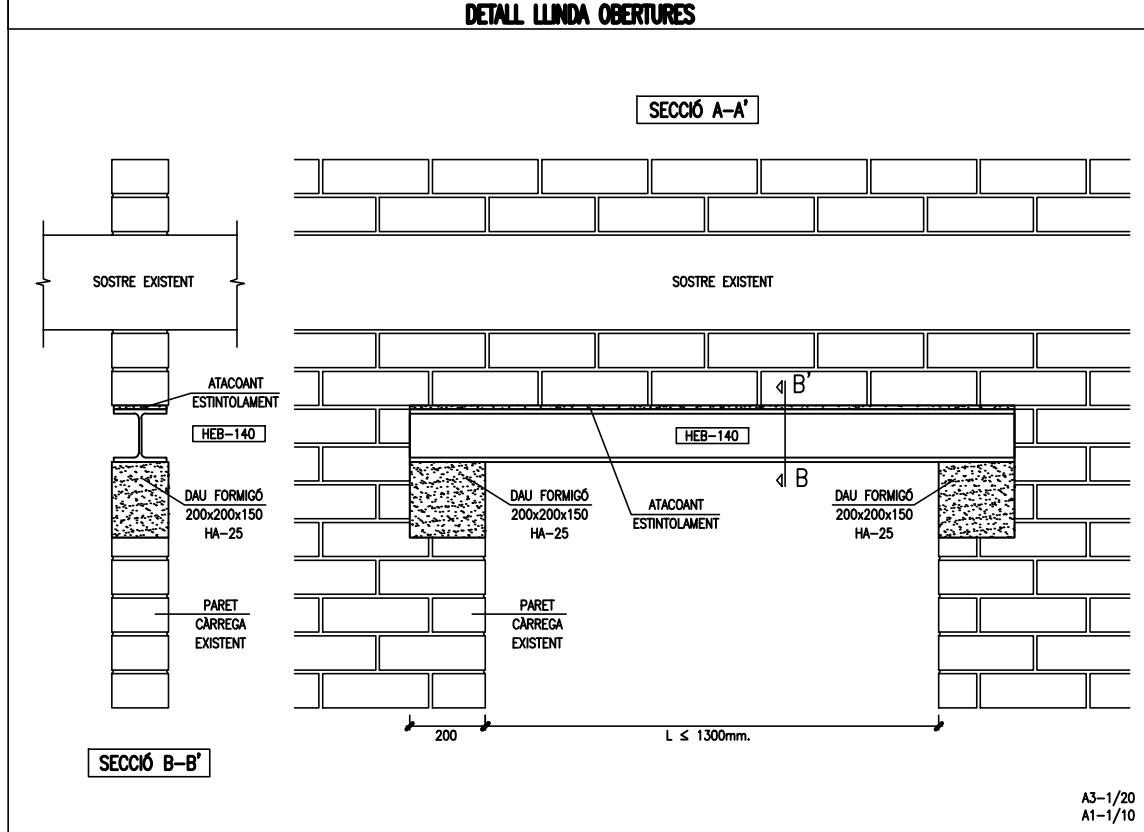 DETALL LLINDA OBERTURES
SECCIÓ A-A'
SOSTRE EXISTENT
SOSTRE EXISTENT
ATACOANT
ESTINTOLAMENT
HEB-140
DAU FORMIGÓ
200x200x150
HA-25
PARET
CÀRREGA
EXISTENT
B'
HEB-140
B
DAU FORMIGÓ
200x200x150
HA-25
ATACOANT
ESTINTOLAMENT
DAU FORMIGÓ
200x200x150
HA-25
PARET
CÀRREGA
EXISTENT
200
L ≤ 1300mm.
SECCIÓ B-B'
A3-1/20
A1-1/10